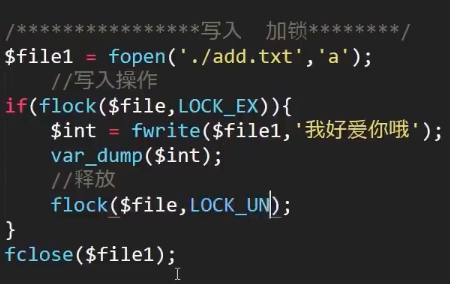 /****************写入  加锁********/
$file1 = fopen('./add.txt','a');
    //写入操作
if(flock($file,LOCK_EX)){
    $int = fwrite($file1,'我好爱你哦');
    var_dump($int);
    //释放
    flock($file,LOCK_UN);
}
fclose($file1);